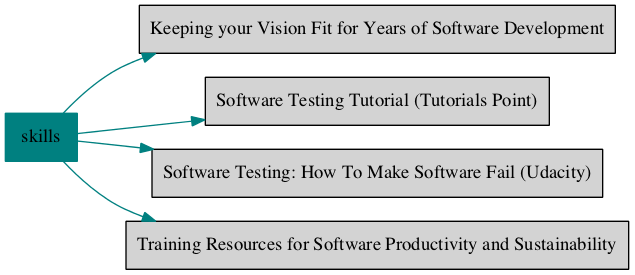 Keeping your Vision Fit for Years of Software Development
Software Testing Tutorial (Tutorials Point)
skills
Software Testing: How To Make Software Fail (Udacity)
Training Resources for Software Productivity and Sustainability